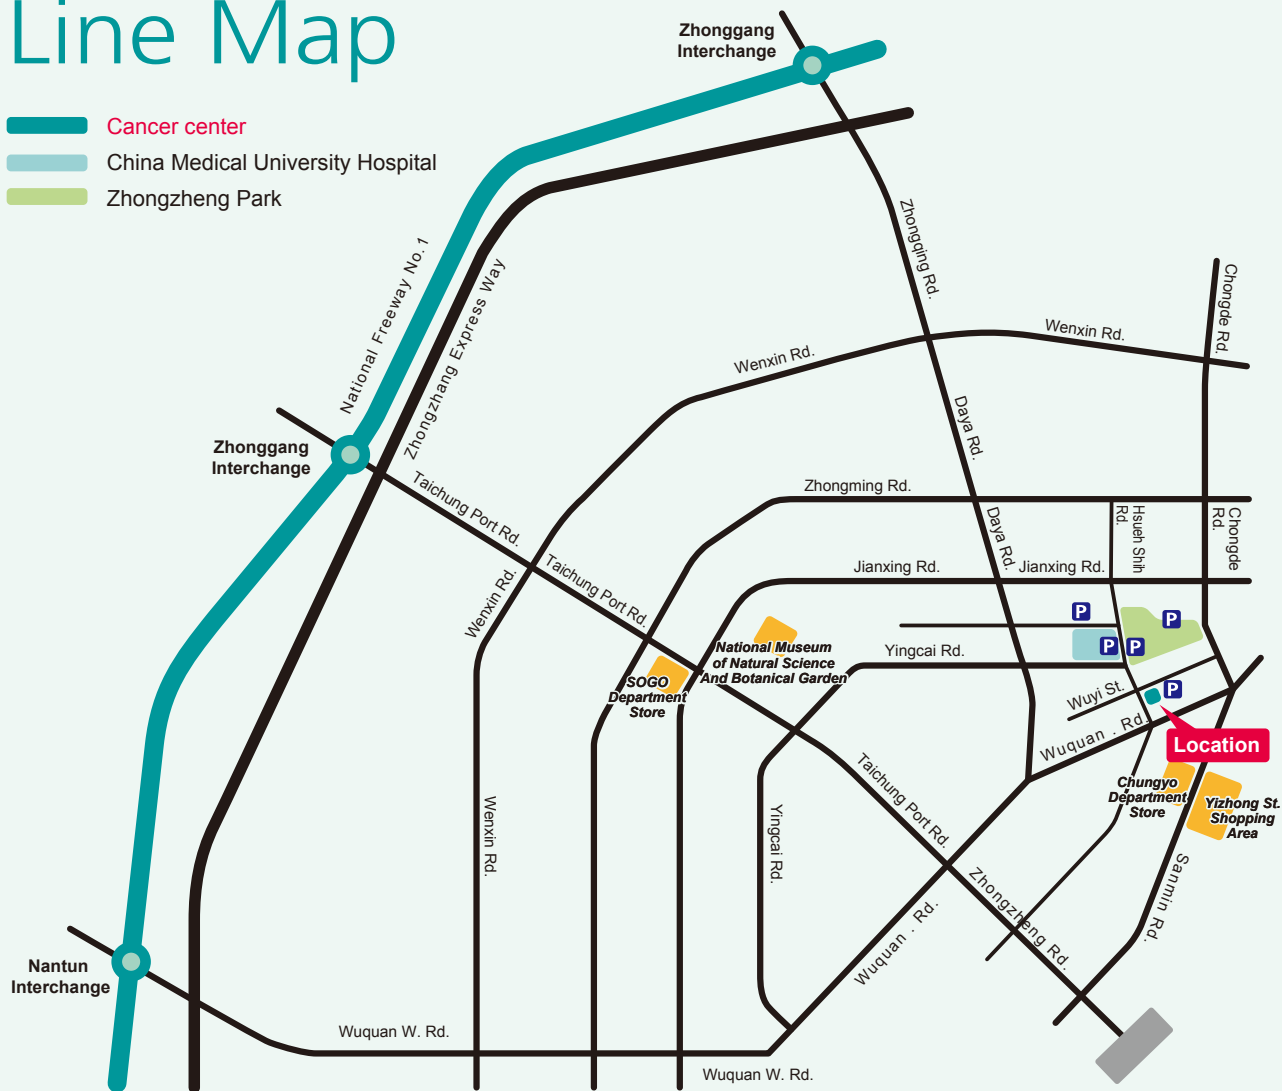 Line Map
Cancer center
China Medical University Hospital
Zhongzheng Park
Zhonggang
Interchange
National Freeway No. 1
Zhongzhang Express Way
Zhongqing Rd.
Chongde Rd.
Wenxin Rd.
Wenxin Rd.
Daya Rd.
Zhonggang
Interchange
Taichung Port Rd.
Zhongming Rd.
Daya Rd.
Hsueh Shih
Rd.
Chongde
Rd.
Wenxin Rd.
Taichung Port Rd.
Jianxing Rd.
Jianxing Rd.
P
P
P
P
National Museum
of Natural Science
And Botanical Garden
Yingcai Rd.
SOGO
Department
Store
Wuyi St.
P
Wuquan . Rd.
Location
Taichung Port Rd.
Chungyo
Department
Store
Yizhong St.
Shopping
Area
Wenxin Rd.
Yingcai Rd.
Sanmin Rd.
Zhongzheng Rd.
Wuquan . Rd.
Nantun
Interchange
Wuquan W. Rd.
Wuquan W. Rd.